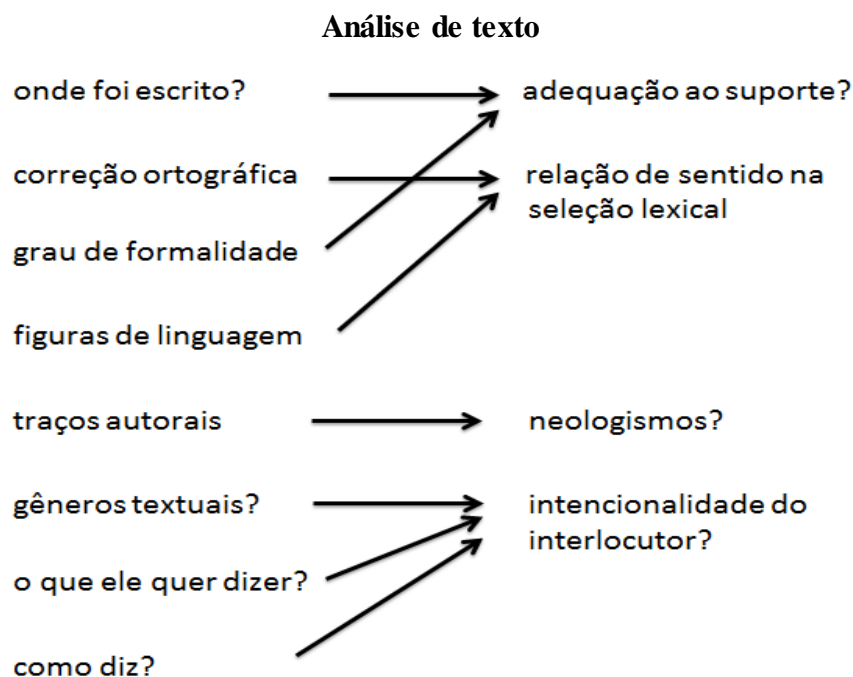 Análise de texto
onde foi escrito? adequação ao suporte?
correção ortográfica relação de sentido na
seleção lexical
grau de formalidade
figuras de linguagem
traços autorais neologismos?
gêneros textuais? intencionalidade do
interlocutor?
o que ele quer dizer?
como diz?